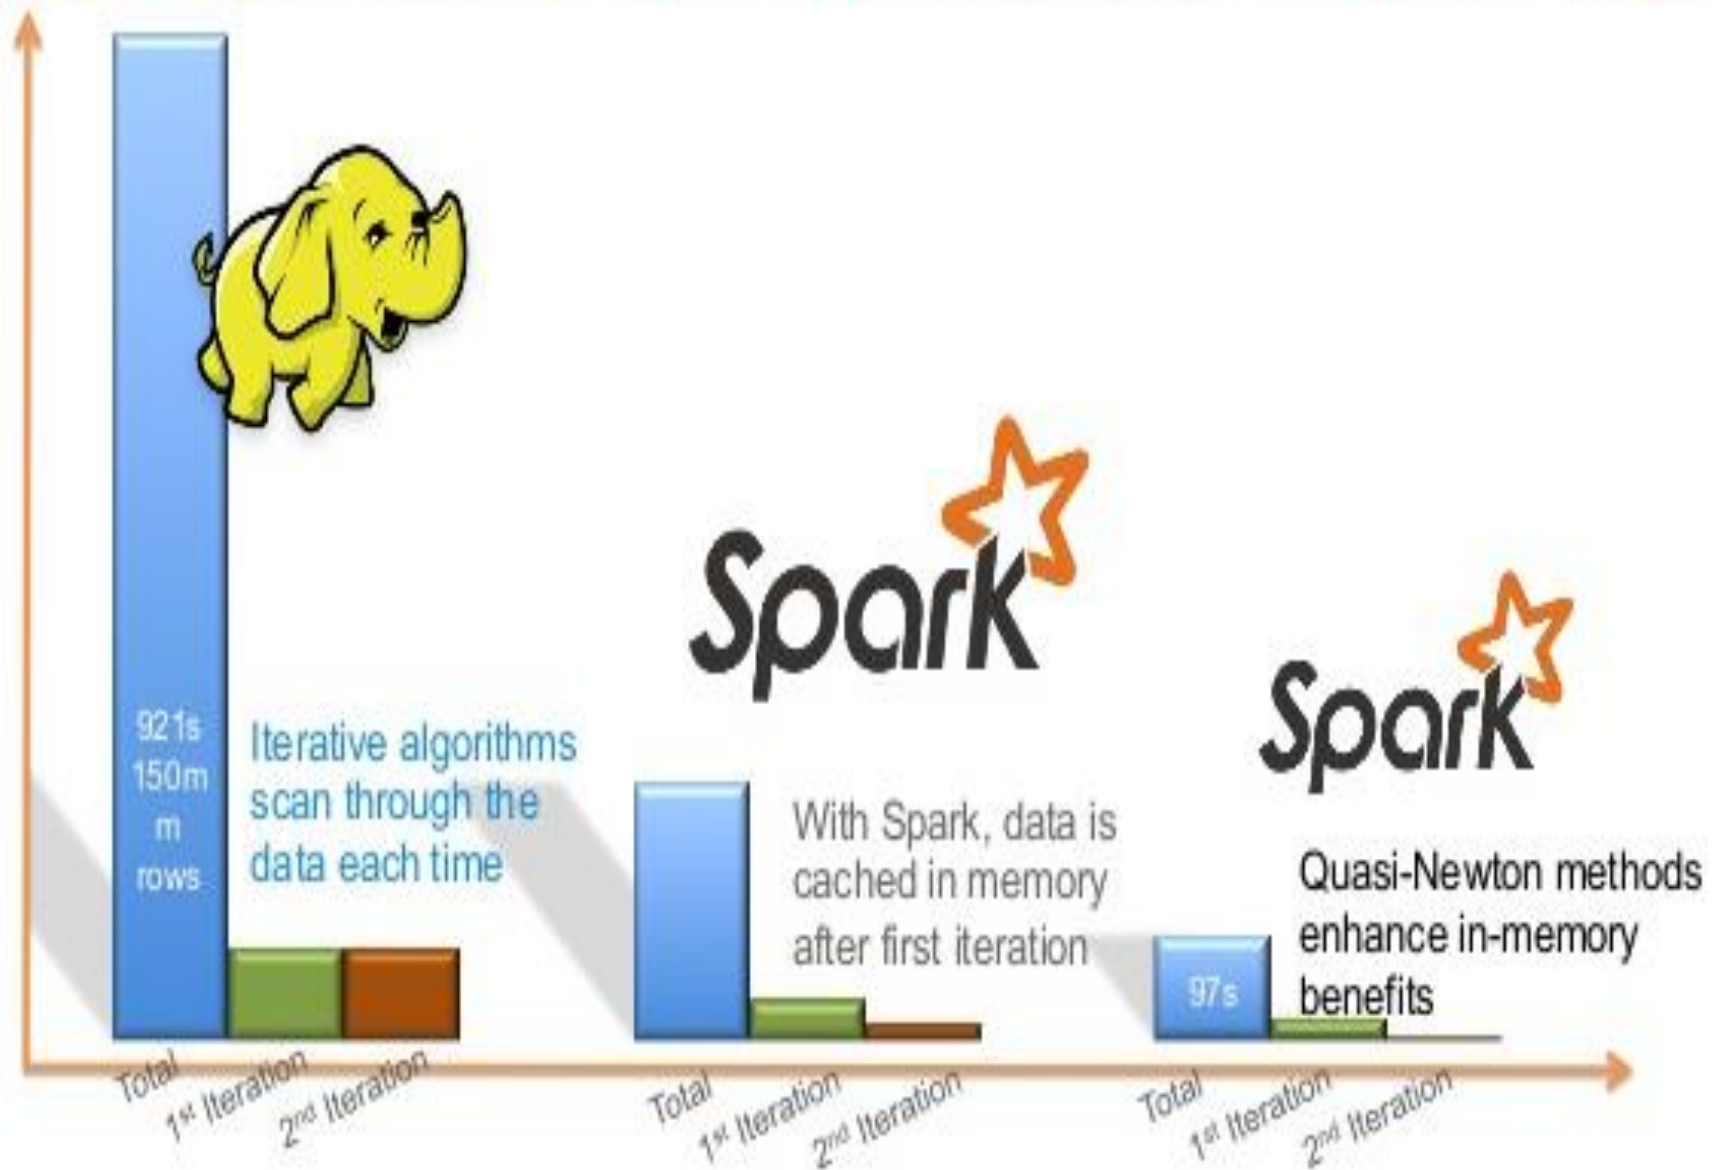 921s
150m
m
rows
Iterative algorithms
scan through the
data each time
Total
1st Iteration
2nd Iteration
Spark
With Spark, data is
cached in memory
after first iteration
Total
1st Iteration
2nd Iteration
Spark
Quasi-Newton methods
enhance in-memory
benefits
97s
Total
1st Iteration
2nd Iteration